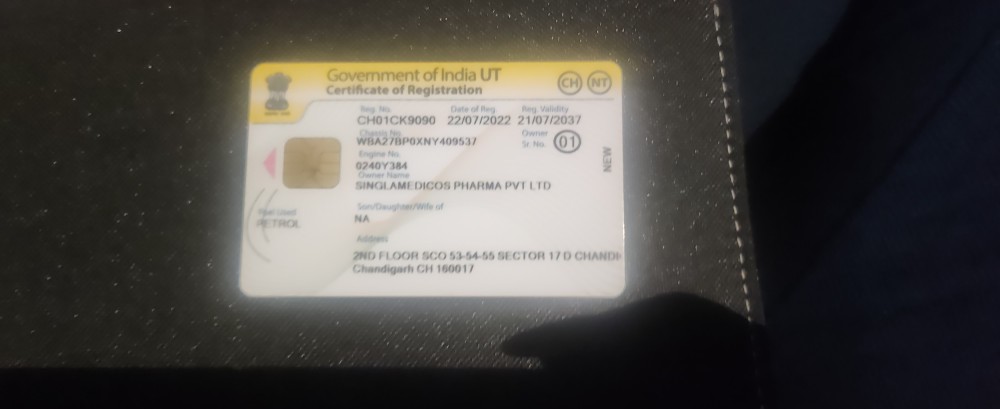 Government of India UT
Certificate of Registration
CH NT
Reg. No. Date of Reg. Reg. Validity
CH01CK9090 22/07/2022 21/07/2037
Chassis No.
WBA27BP0XNY409537
Owner
Sr. No. 01
Engine No.
0240Y384
Owner Name
SINGLAMEDICOS PHARMA PVT LTD
NEW
Son/Daughter/Wife of
NA
Fuel Used
PETROL
Address
2ND FLOOR SCO 53-54-55 SECTOR 17 D CHANDI
Chandigarh CH 160017